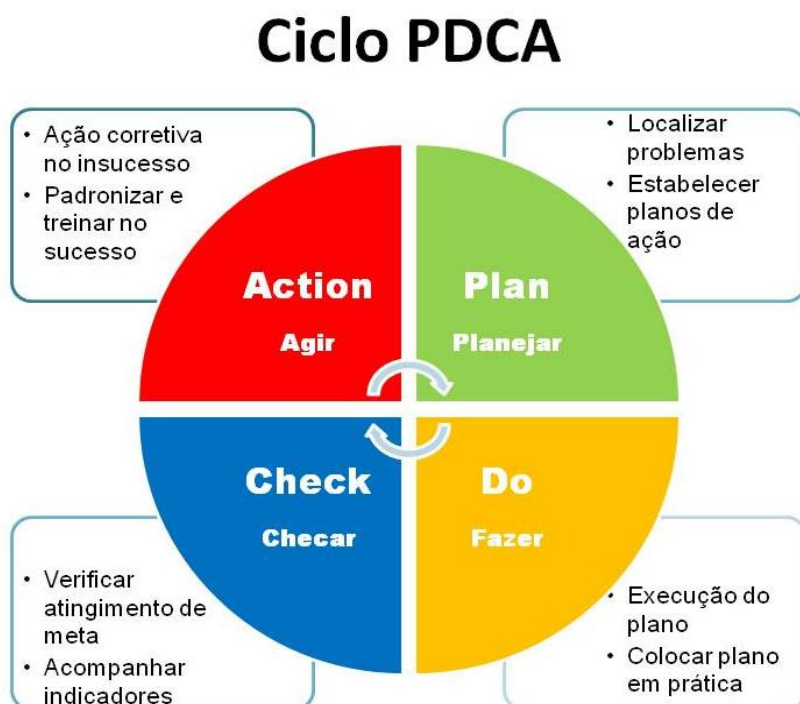 Ciclo PDCA
• Ação corretiva
no insucesso
• Padronizar e
treinar no
sucesso
• Localizar
problemas
• Estabelecer
planos de
ação
Action
Agir
Plan
Planejar
Check
Checar
Do
Fazer
• Verificar
atingimento de
meta
• Acompanhar
indicadores
• Execução do
plano
• Colocar plano
em prática